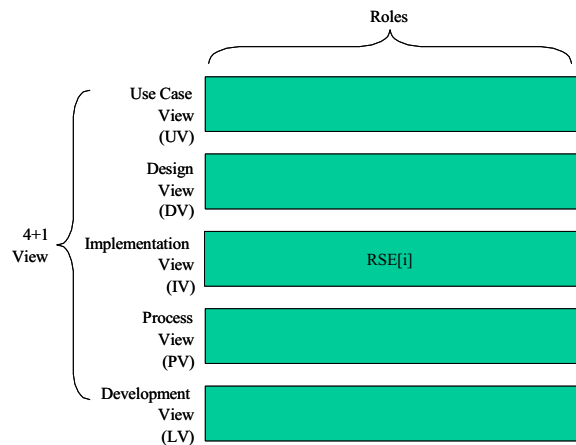 Roles
Use Case
View
(UV)
Design
View
(DV)
4+1
View
Implementation
View
(IV)
RSE[i]
Process
View
(PV)
Development
View
(LV)